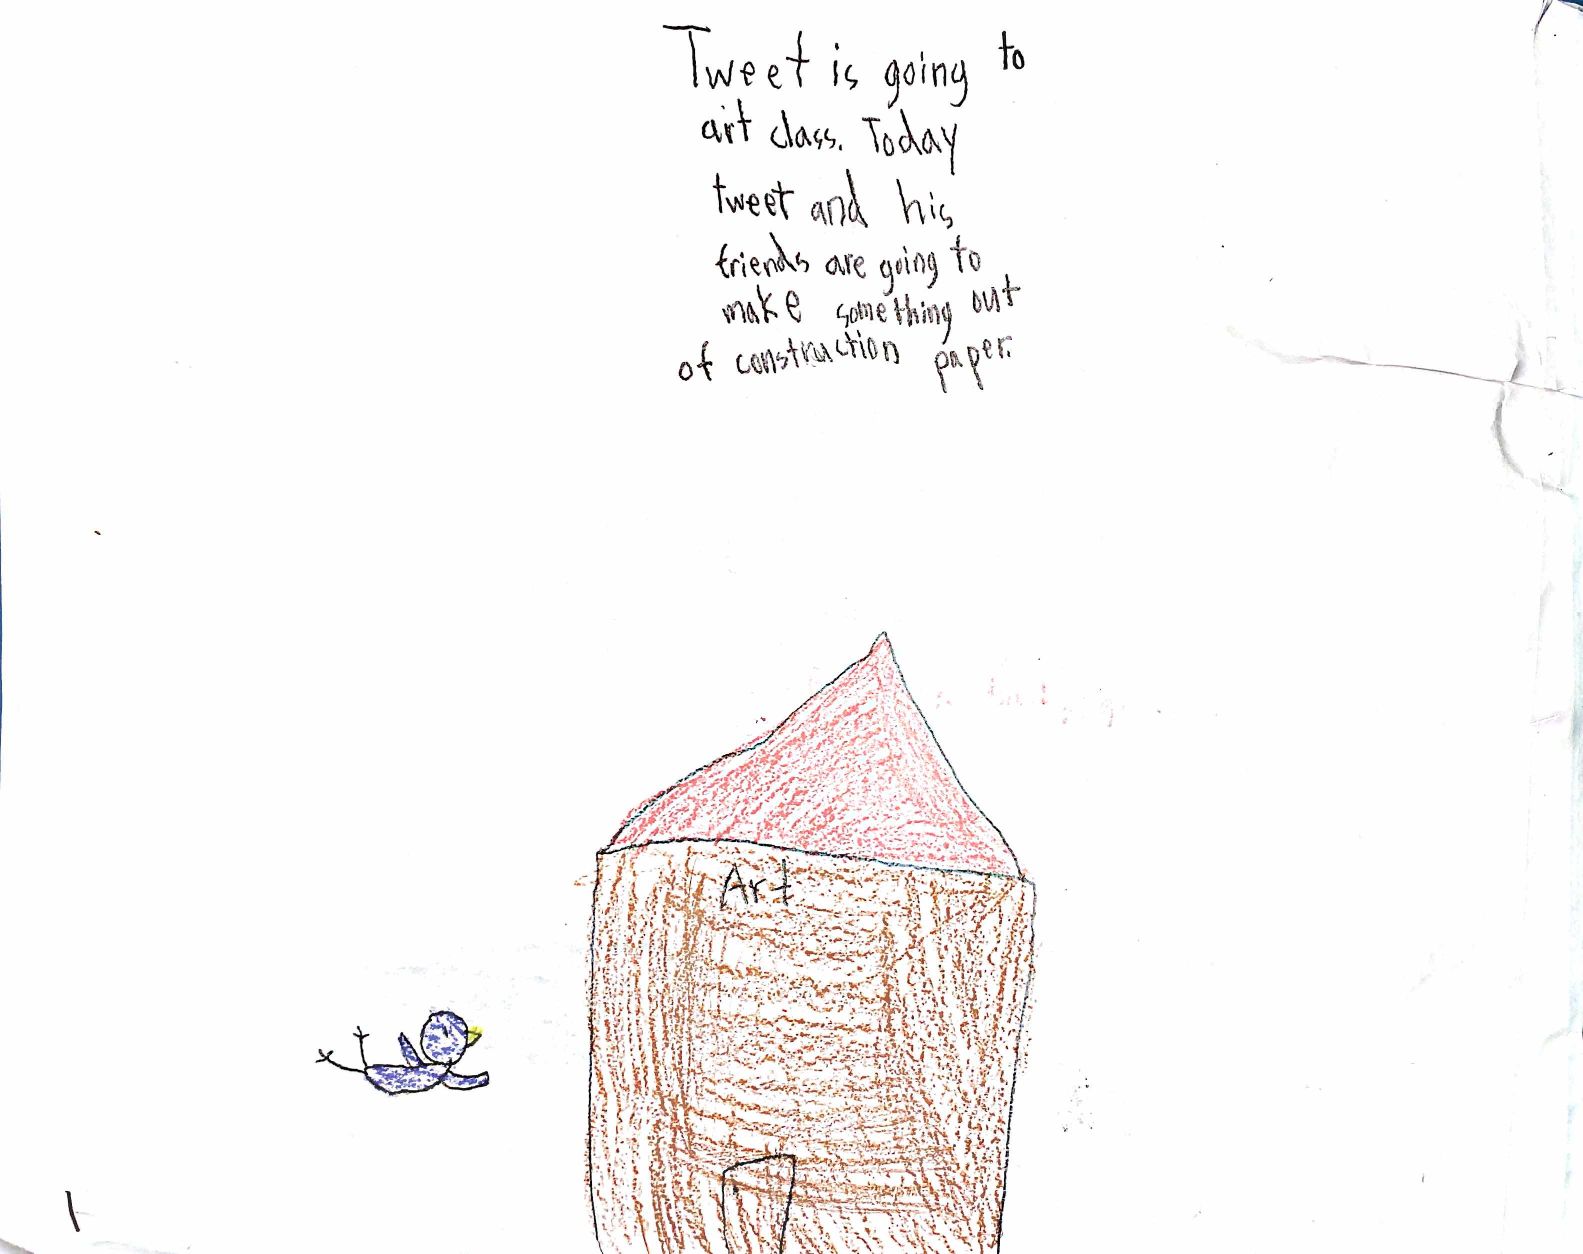 Tweet is going to
art class. Today
tweet and his
friends are going to
make something out
of construction paper.
Art
1